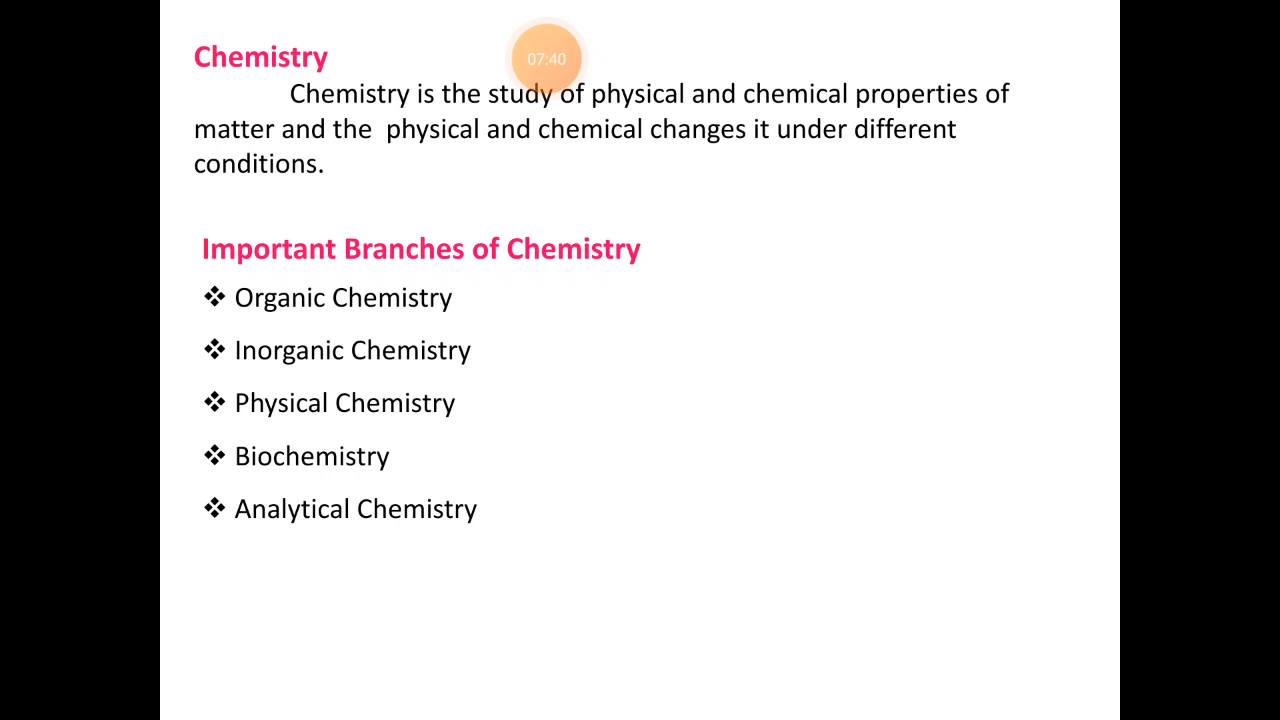 Chemistry
07:40
Chemistry is the study of physical and chemical properties of
matter and the physical and chemical changes it under different
conditions.
Important Branches of Chemistry
❖ Organic Chemistry
❖ Inorganic Chemistry
❖ Physical Chemistry
❖ Biochemistry
❖ Analytical Chemistry